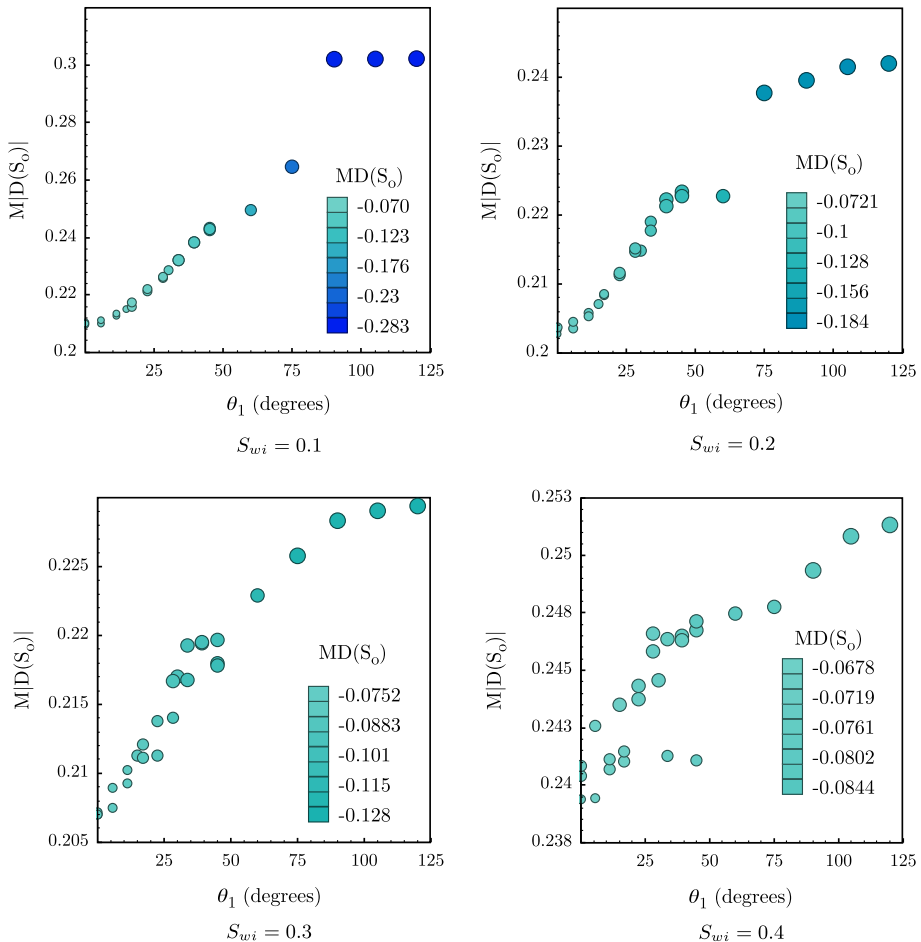 M|D(S_o)|
0.3
0.28
0.26
0.24
0.22
0.2
MD(S_o)
-0.070
-0.123
-0.176
-0.23
-0.283
25 50 75 100 125
θ_1 (degrees)
S_wi = 0.1
M|D(S_o)|
0.24
0.23
0.22
0.21
0.2
MD(S_o)
-0.0721
-0.1
-0.128
-0.156
-0.184
25 50 75 100 125
θ_1 (degrees)
S_wi = 0.2
M|D(S_o)|
0.225
0.22
0.215
0.21
0.205
MD(S_o)
-0.0752
-0.0883
-0.101
-0.115
-0.128
25 50 75 100 125
θ_1 (degrees)
S_wi = 0.3
M|D(S_o)|
0.253
0.25
0.248
0.245
0.243
0.24
0.238
MD(S_o)
-0.0678
-0.0719
-0.0761
-0.0802
-0.0844
25 50 75 100 125
θ_1 (degrees)
S_wi = 0.4